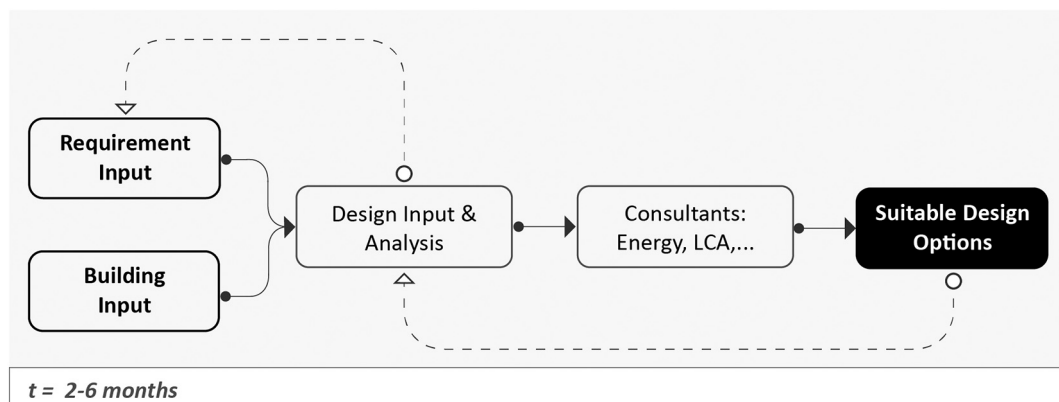 Requirement
Input
Building
Input
Design Input &
Analysis
Consultants:
Energy, LCA,...
Suitable Design
Options
t = 2-6 months